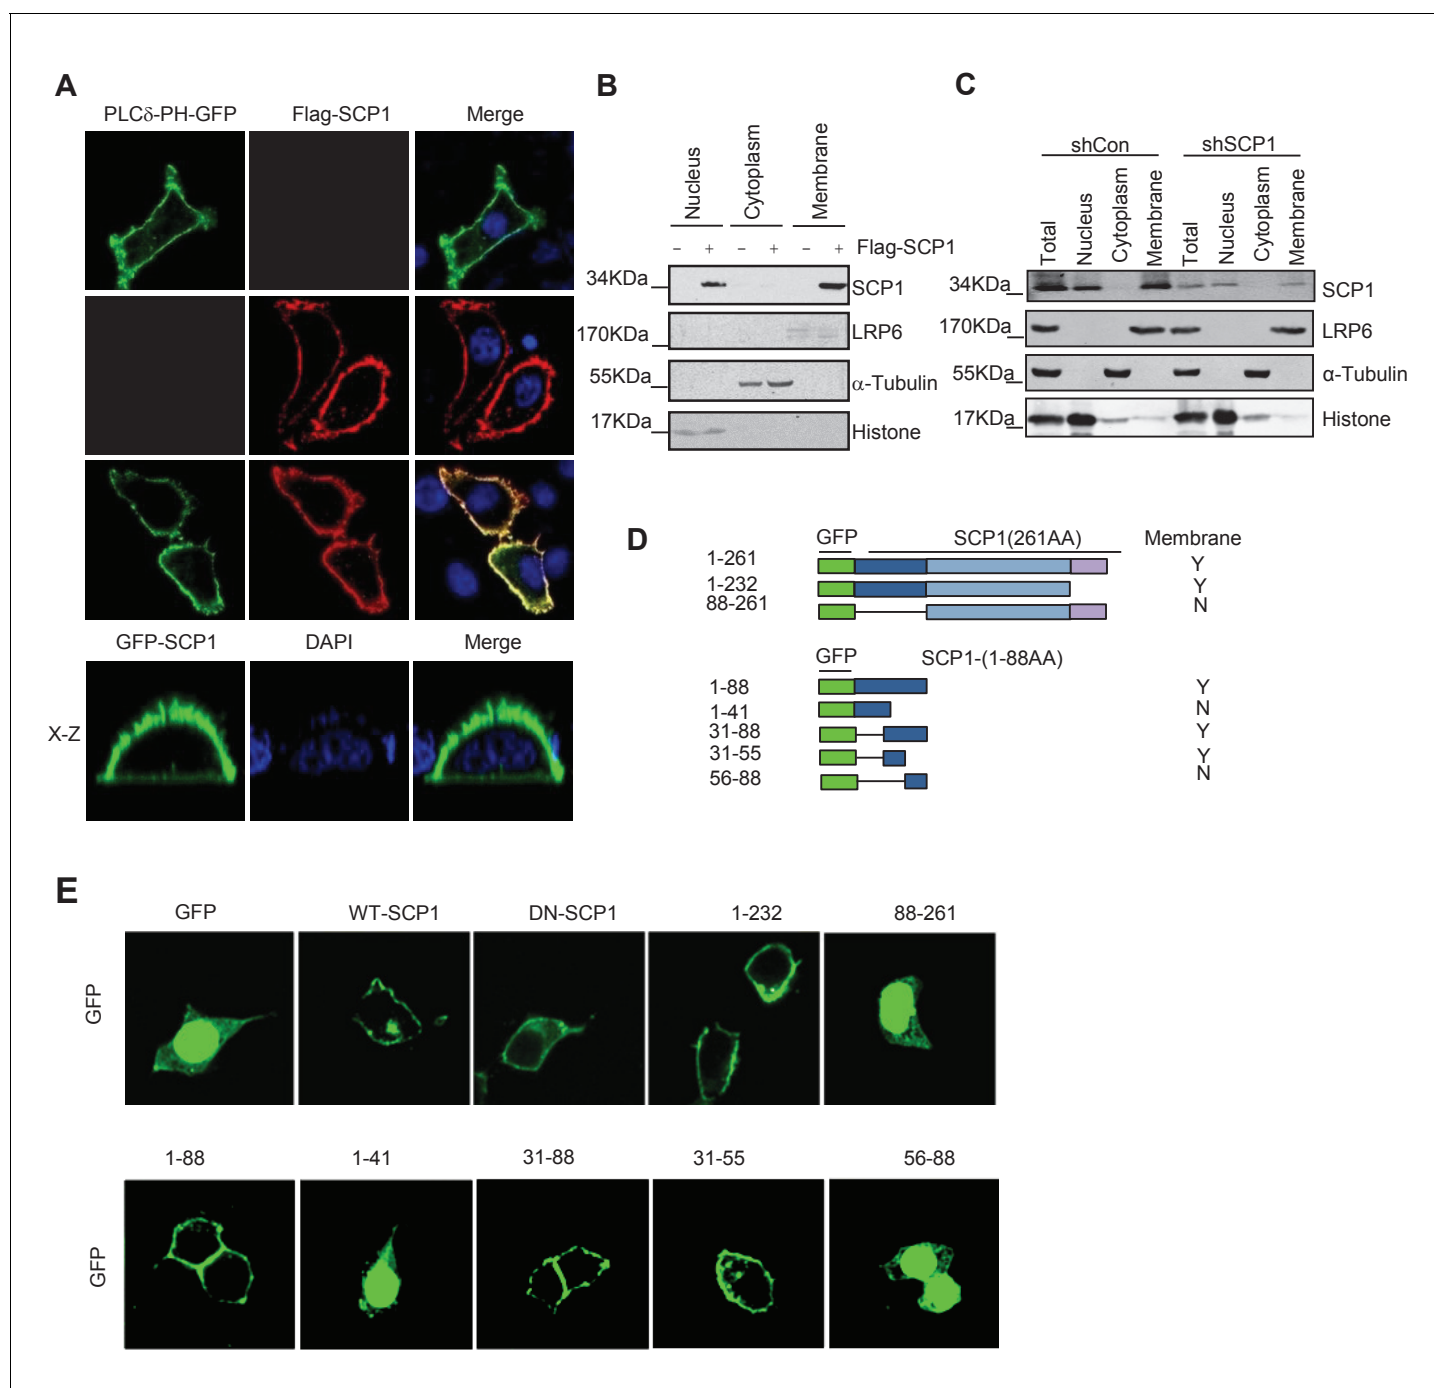 A
PLCδ-PH-GFP Flag-SCP1 Merge
GFP-SCP1 DAPI Merge
X-Z
B
Nucleus Cytoplasm Membrane
– + – + – + Flag-SCP1
34KDa SCP1
170KDa LRP6
55KDa α-Tubulin
17KDa Histone
C
shCon shSCP1
Total Nucleus Cytoplasm Membrane Total Nucleus Cytoplasm Membrane
34KDa SCP1
170KDa LRP6
55KDa α-Tubulin
17KDa Histone
D
GFP SCP1(261AA) Membrane
1-261 Y
1-232 Y
88-261 N
GFP SCP1-(1-88AA)
1-88 Y
1-41 N
31-88 Y
31-55 Y
56-88 N
E
GFP WT-SCP1 DN-SCP1 1-232 88-261
GFP
1-88 1-41 31-88 31-55 56-88
GFP